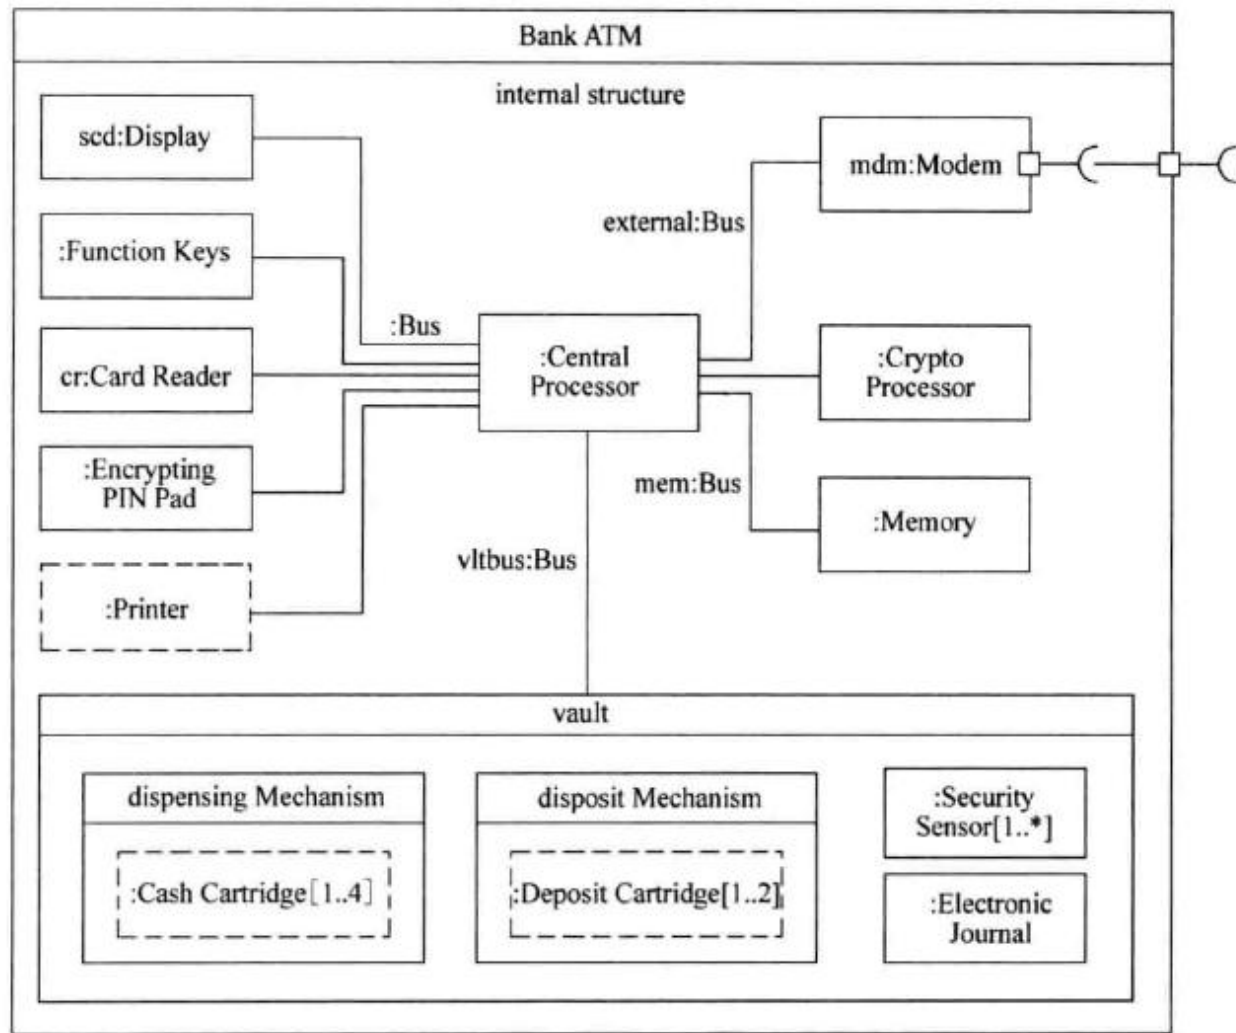 Bank ATM
internal structure
scd:Display
:Function Keys
cr:Card Reader
:Encrypting
PIN Pad
:Printer
:Bus
:Central
Processor
external:Bus
mdm:Modem
:Crypto
Processor
mem:Bus
:Memory
vltbus:Bus
vault
dispensing Mechanism
:Cash Cartridge[1..4]
disposit Mechanism
:Deposit Cartridge[1..2]
:Security
Sensor[1..*]
:Electronic
Journal